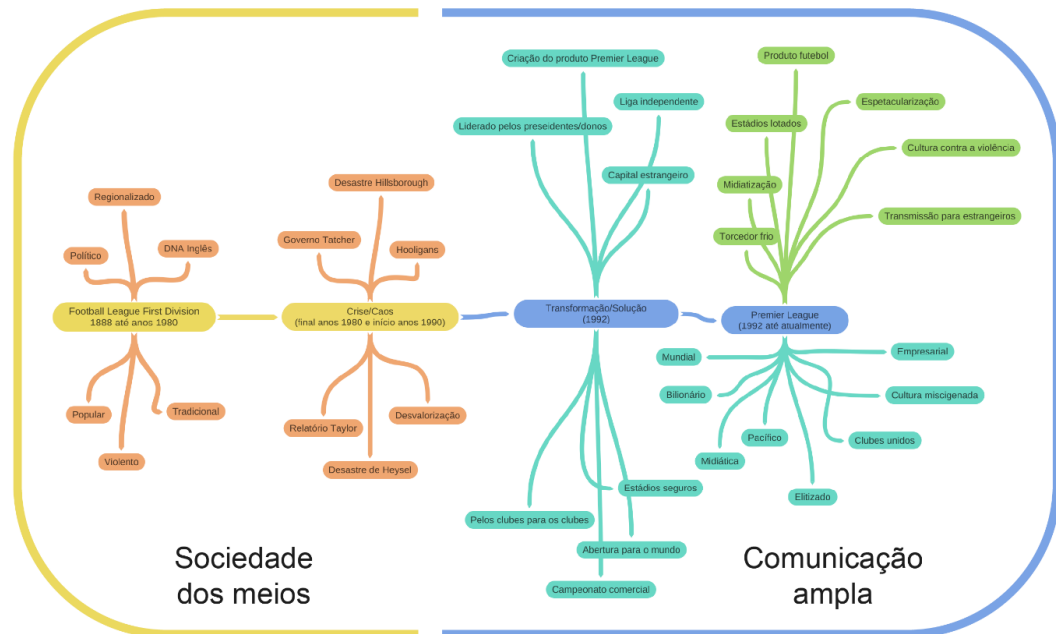 Criação do produto Premier League
Liga independente
Liderado pelos preseidentes/donos
Capital estrangeiro
Produto futebol
Espetacularização
Estádios lotados
Cultura contra a violência
Midiatização
Transmissão para estrangeiros
Torcedor frio
Desastre Hillsborough
Regionalizado
Governo Tatcher
Hooligans
DNA Inglês
Político
Football League First Division
1888 até anos 1980
Crise/Caos
(final anos 1980 e início anos 1990)
Transformação/Solução
(1992)
Premier League
(1992 até atualmente)
Mundial
Empresarial
Bilionário
Cultura miscigenada
Popular
Tradicional
Violento
Relatório Taylor
Desvalorização
Desastre de Heysel
Pacífico
Clubes unidos
Midiática
Elitizado
Estádios seguros
Pelos clubes para os clubes
Abertura para o mundo
Campeonato comercial
Sociedade
dos meios
Comunicação
ampla